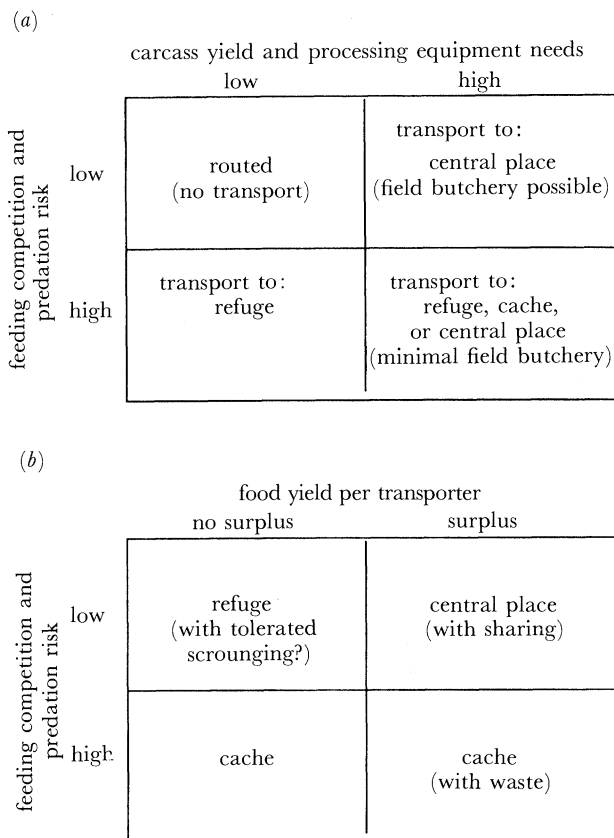 (a)
carcass yield and processing equipment needs
low
high
feeding competition and
predation risk
low
routed
(no transport)
transport to:
central place
(field butchery possible)
high
transport to:
refuge
transport to:
refuge, cache,
or central place
(minimal field butchery)
(b)
food yield per transporter
no surplus
surplus
feeding competition and
predation risk
low
refuge
(with tolerated
scrounging?)
central place
(with sharing)
high
cache
cache
(with waste)